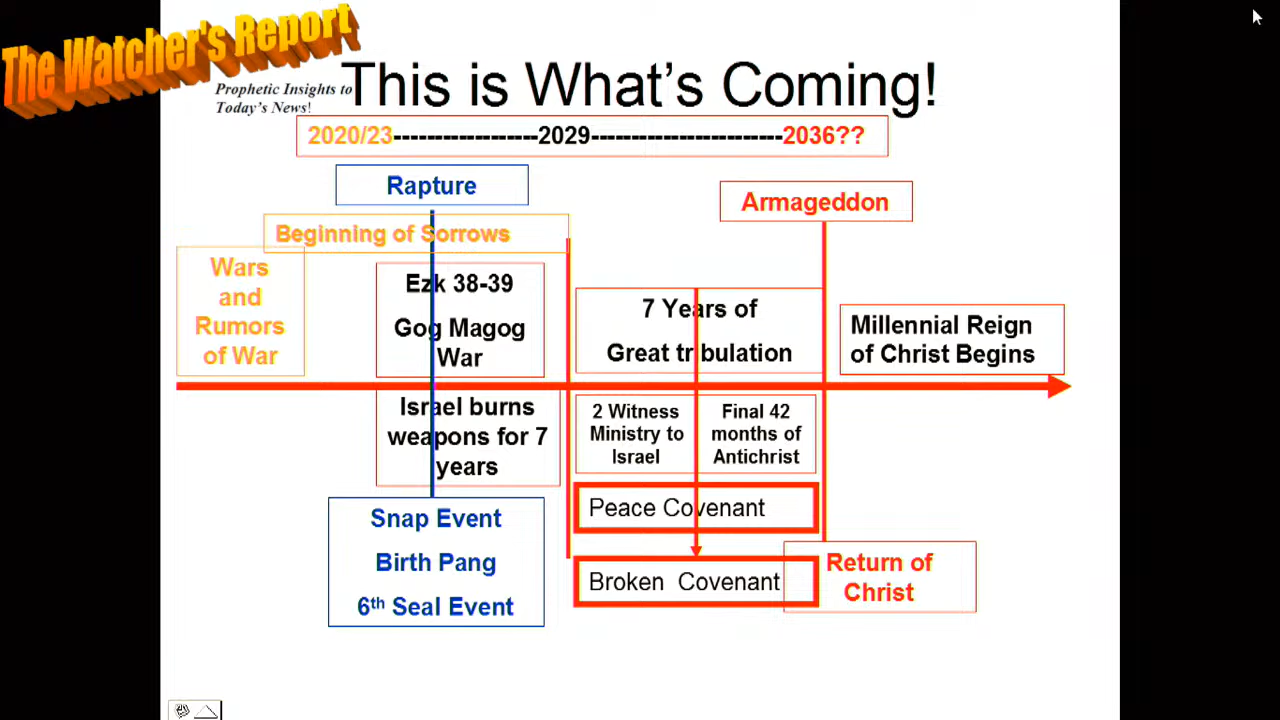 The Watcher's Report
Prophetic Insights to
Today's News!
This is What's Coming!
2020/23-----------------2029------------------------2036??
Rapture
Armageddon
Beginning of Sorrows
Wars
and
Rumors
of War
Ezk 38-39
Gog Magog
War
7 Years of
Great tribulation
Millennial Reign
of Christ Begins
Israel burns
weapons for 7
years
2 Witness
Ministry to
Israel
Final 42
months of
Antichrist
Peace Covenant
Snap Event
Birth Pang
6th Seal Event
Broken  Covenant
Return of
Christ